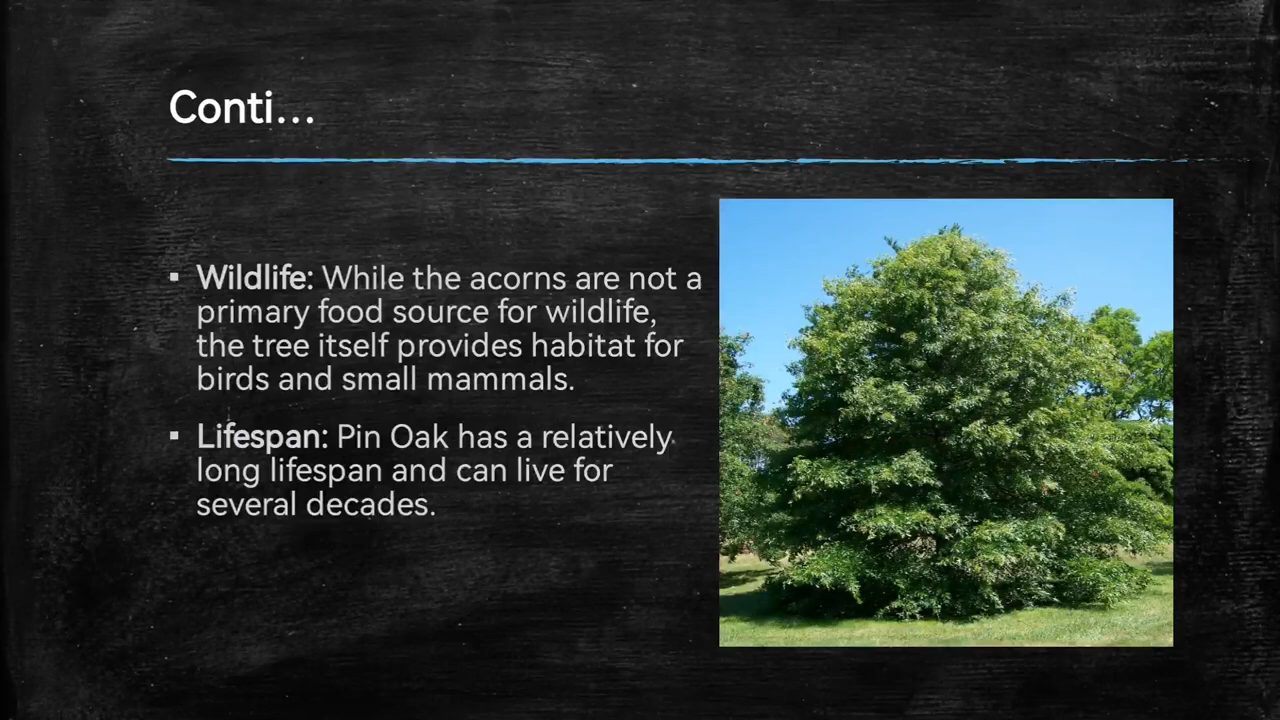 Conti...
▪ Wildlife: While the acorns are not a
primary food source for wildlife,
the tree itself provides habitat for
birds and small mammals.
▪ Lifespan: Pin Oak has a relatively
long lifespan and can live for
several decades.